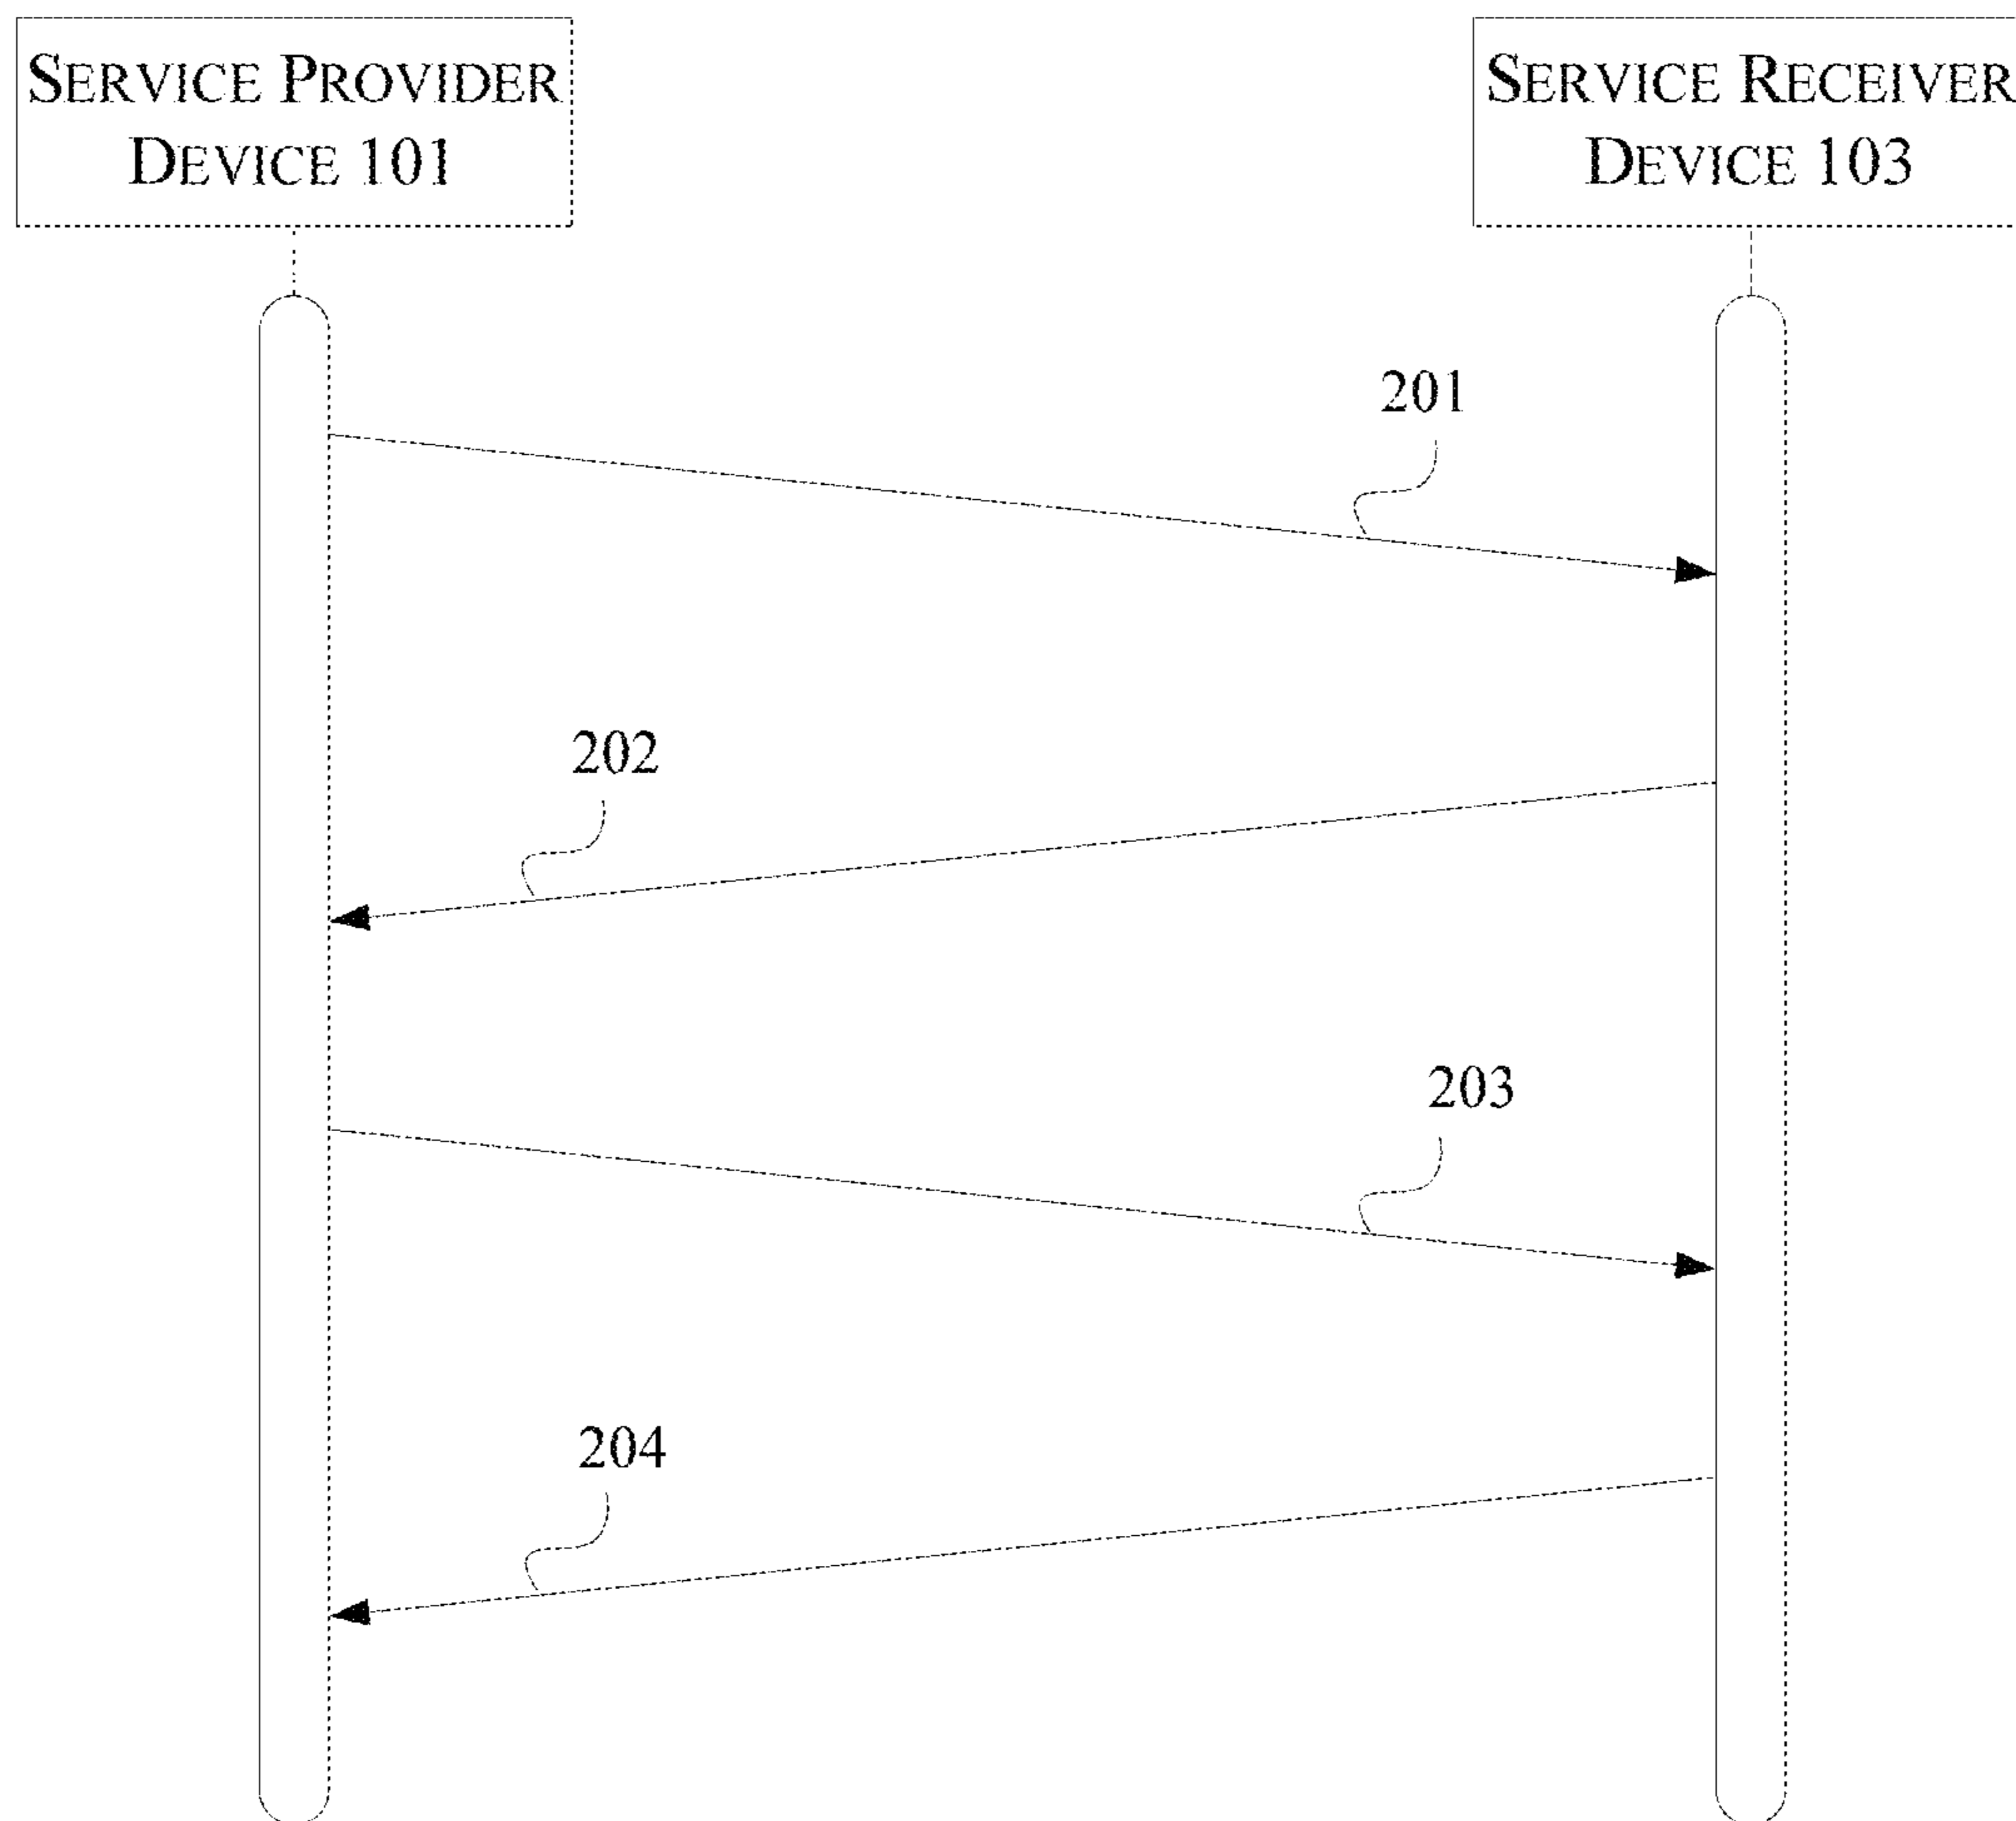 SERVICE PROVIDER
DEVICE 101
SERVICE RECEIVER
DEVICE 103
201
202
203
204